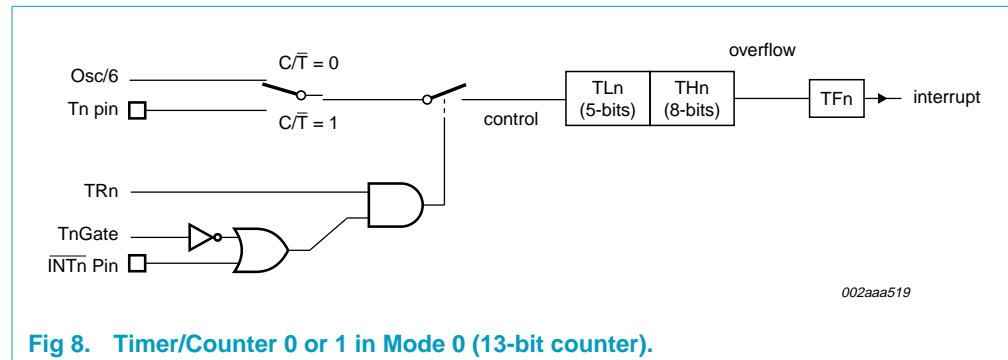 overflow
C/T̅ = 0
Osc/6
TLn
(5-bits)
THn
(8-bits)
TFn
interrupt
Tn pin
C/T̅ = 1
control
TRn
TnGate
I̅N̅T̅n̅ Pin
002aaa519
Fig 8. Timer/Counter 0 or 1 in Mode 0 (13-bit counter).